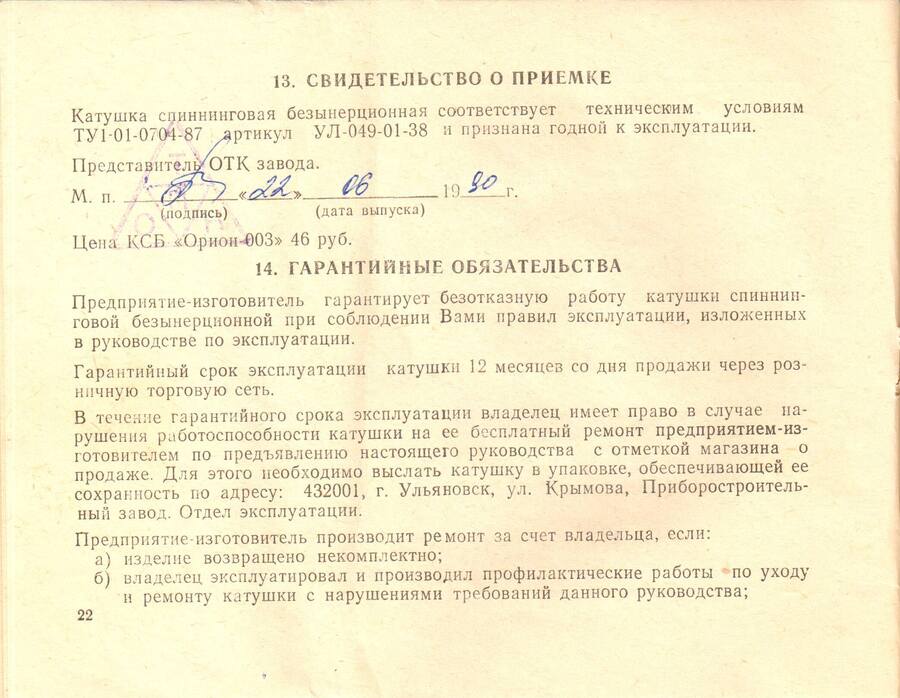 13. СВИДЕТЕЛЬСТВО О ПРИЕМКЕ
Катушка спиннинговая безынерционная соответствует техническим условиям
ТУ1-01-0704-87 артикул УЛ-049-01-38 и признана годной к эксплуатации.
Представитель ОТК завода.
М. п. «22» 06 1990 г.
(подпись) (дата выпуска)
Цена КСБ «Орион-003» 46 руб.
14. ГАРАНТИЙНЫЕ ОБЯЗАТЕЛЬСТВА
Предприятие-изготовитель гарантирует безотказную работу катушки спиннин-
говой безынерционной при соблюдении Вами правил эксплуатации, изложенных
в руководстве по эксплуатации.
Гарантийный срок эксплуатации катушки 12 месяцев со дня продажи через роз-
ничную торговую сеть.
В течение гарантийного срока эксплуатации владелец имеет право в случае на-
рушения работоспособности катушки на ее бесплатный ремонт предприятием-из-
готовителем по предъявлению настоящего руководства с отметкой магазина о
продаже. Для этого необходимо выслать катушку в упаковке, обеспечивающей ее
сохранность по адресу: 432001, г. Ульяновск, ул. Крымова, Приборостроитель-
ный завод. Отдел эксплуатации.
Предприятие-изготовитель производит ремонт за счет владельца, если:
а) изделие возвращено некомплектно;
б) владелец эксплуатировал и производил профилактические работы по уходу
и ремонту катушки с нарушениями требований данного руководства;
22